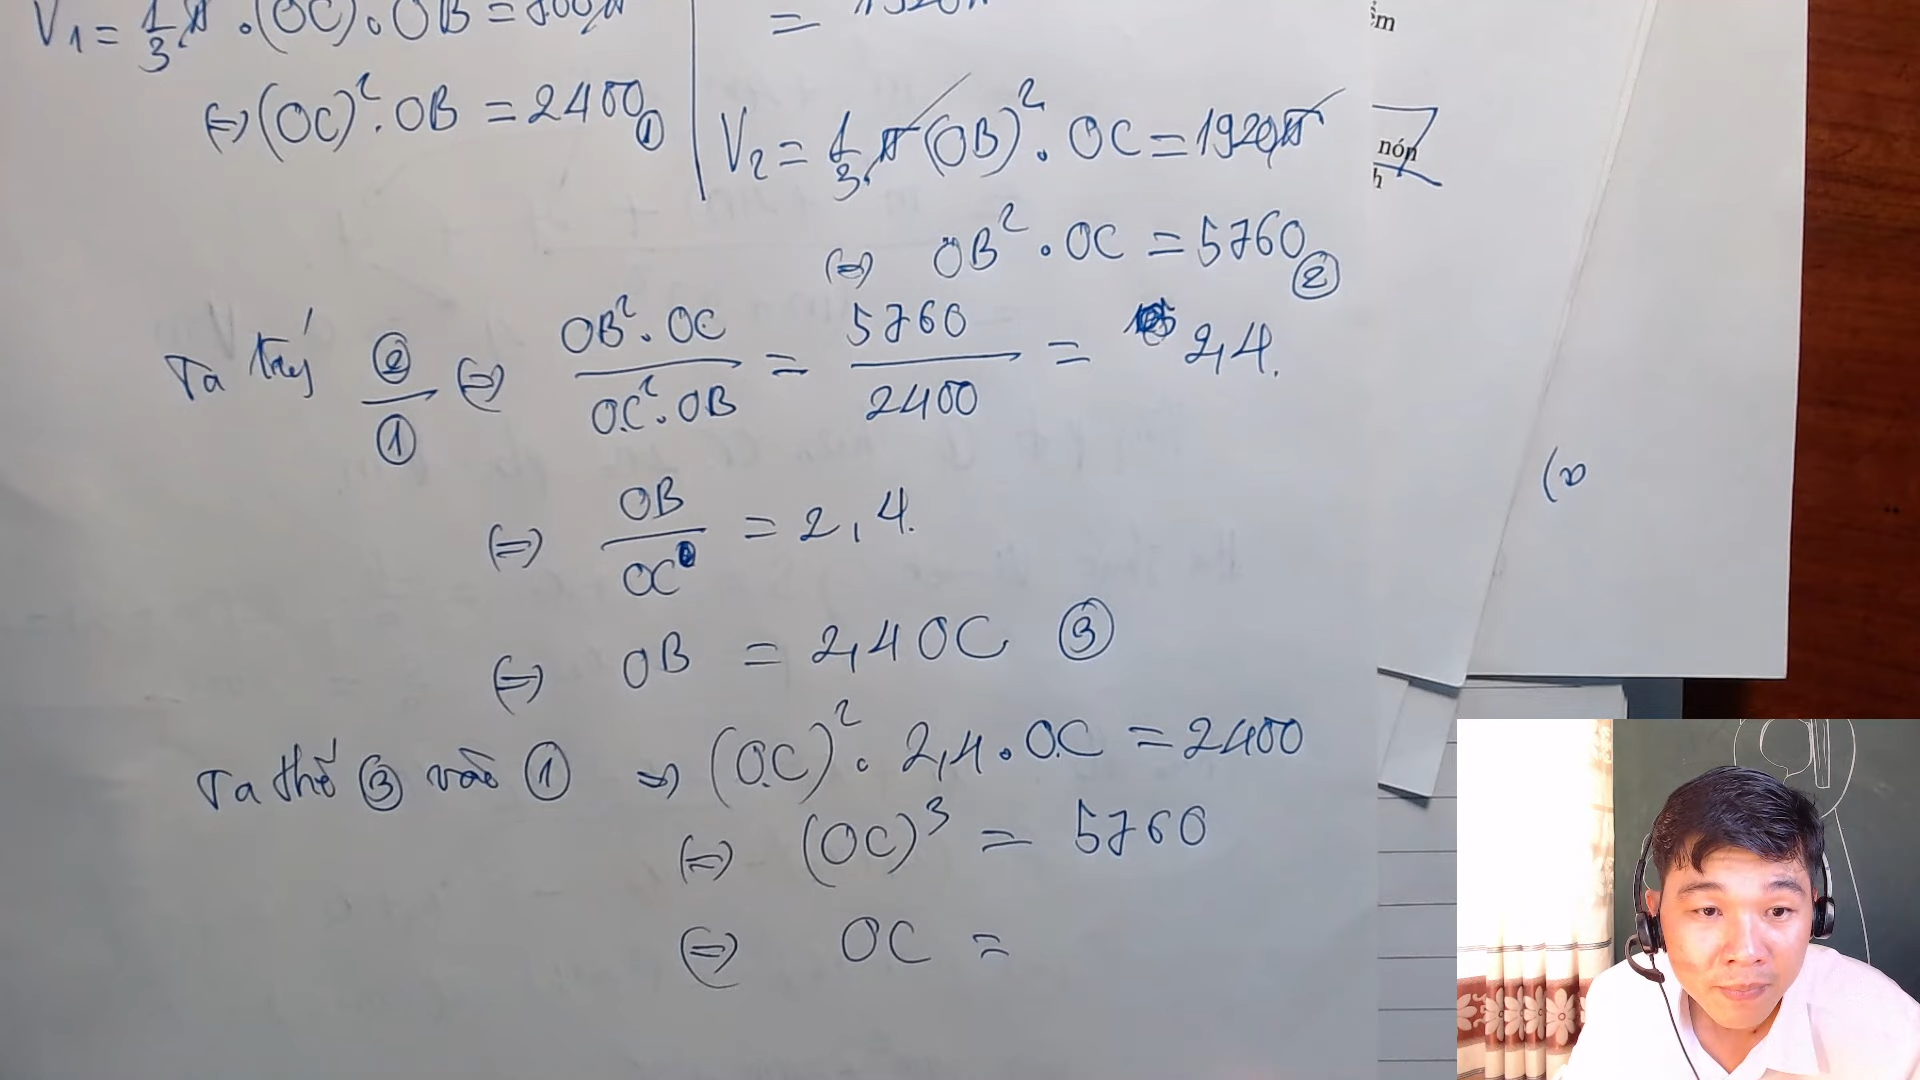 V₁ = 1/3 π . (OC) . OB = 800π
⇔ (OC)² . OB = 2400 ①
V₂ = 1/3 π (OB)² . OC = 1920π
⇔ OB² . OC = 5760 ②
Ta lấy ②/① ⇔ OB² . OC / OC² . OB = 5760 / 2400 = 2,4.
⇔ OB / OC = 2,4.
⇔ OB = 2,4 OC ③
Ta thế ③ vào ① ⇒ (OC)² . 2,4 . OC = 2400
⇔ (OC)³ = 5760
⇔ OC =
nón